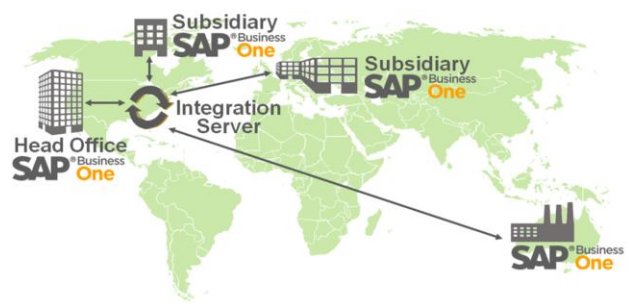 Subsidiary
SAP® Business
One
Subsidiary
SAP® Business
One
Integration
Server
Head Office
SAP® Business
One
SAP® Business
One